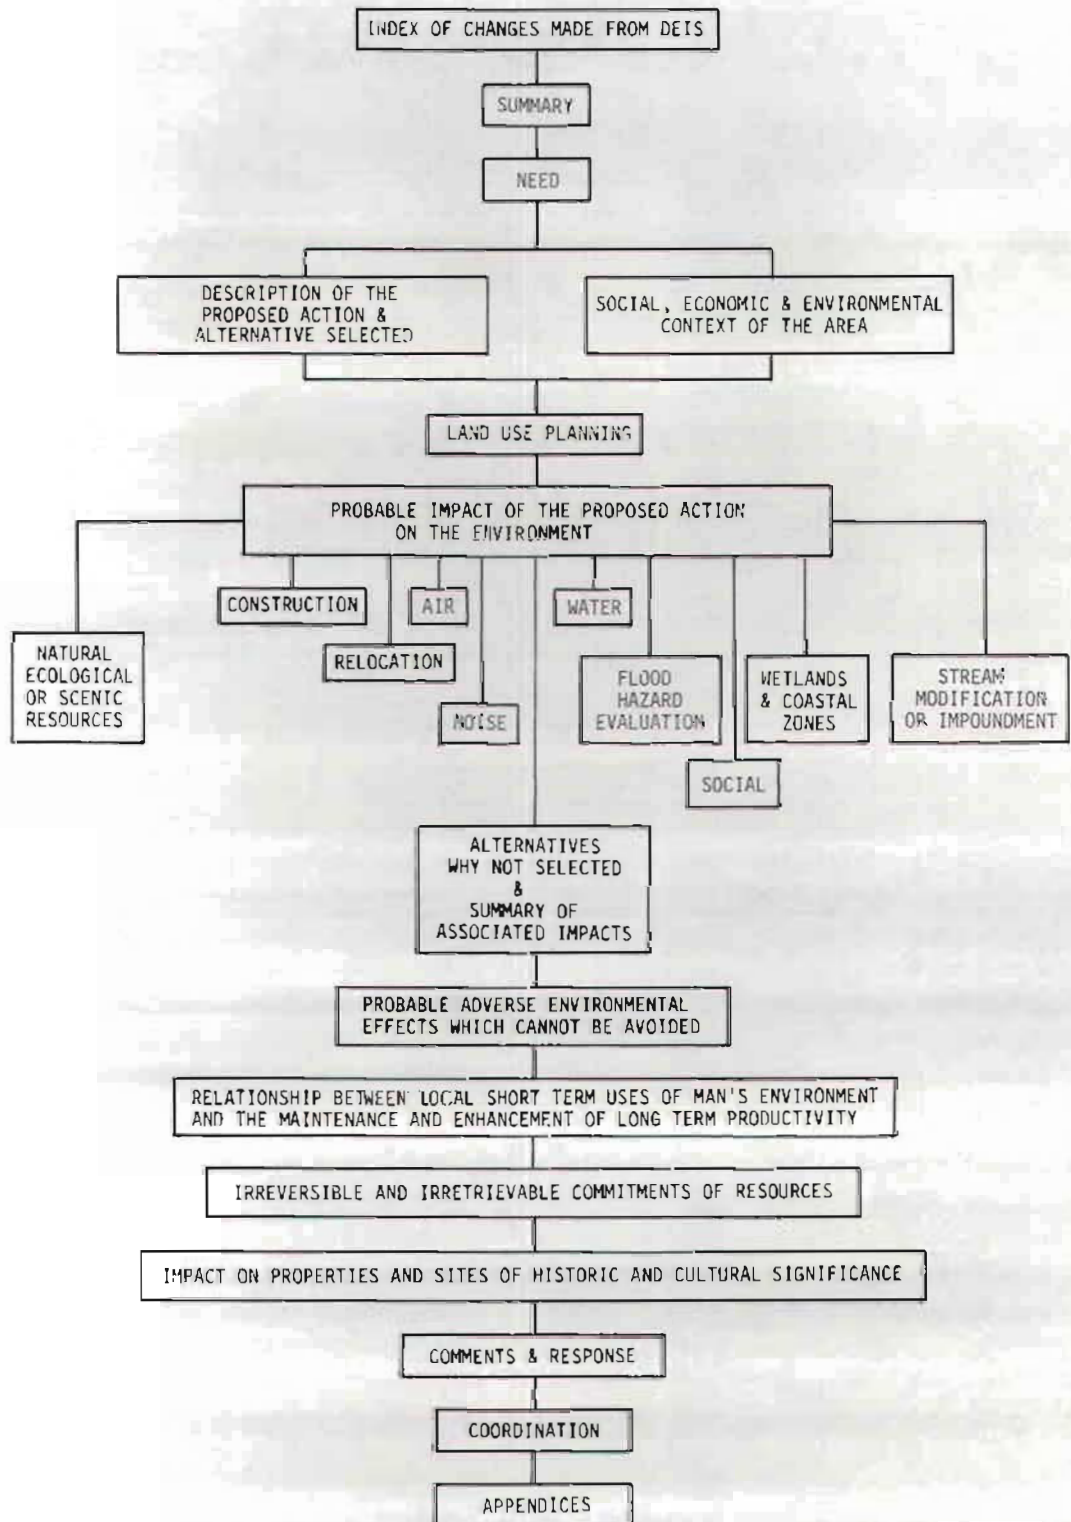 INDEX OF CHANGES MADE FROM DEIS
SUMMARY
NEED
DESCRIPTION OF THE
PROPOSED ACTION &
ALTERNATIVE SELECTED
SOCIAL, ECONOMIC & ENVIRONMENTAL
CONTEXT OF THE AREA
LAND USE PLANNING
PROBABLE IMPACT OF THE PROPOSED ACTION
ON THE ENVIRONMENT
CONSTRUCTION
AIR
WATER
NATURAL
ECOLOGICAL
OR SCENIC
RESOURCES
RELOCATION
NOISE
FLOOD
HAZARD
EVALUATION
WETLANDS
& COASTAL
ZONES
STREAM
MODIFICATION
OR IMPOUNDMENT
SOCIAL
ALTERNATIVES
WHY NOT SELECTED
&
SUMMARY OF
ASSOCIATED IMPACTS
PROBABLE ADVERSE ENVIRONMENTAL
EFFECTS WHICH CANNOT BE AVOIDED
RELATIONSHIP BETWEEN LOCAL SHORT TERM USES OF MAN'S ENVIRONMENT
AND THE MAINTENANCE AND ENHANCEMENT OF LONG TERM PRODUCTIVITY
IRREVERSIBLE AND IRRETRIEVABLE COMMITMENTS OF RESOURCES
IMPACT ON PROPERTIES AND SITES OF HISTORIC AND CULTURAL SIGNIFICANCE
COMMENTS & RESPONSE
COORDINATION
APPENDICES